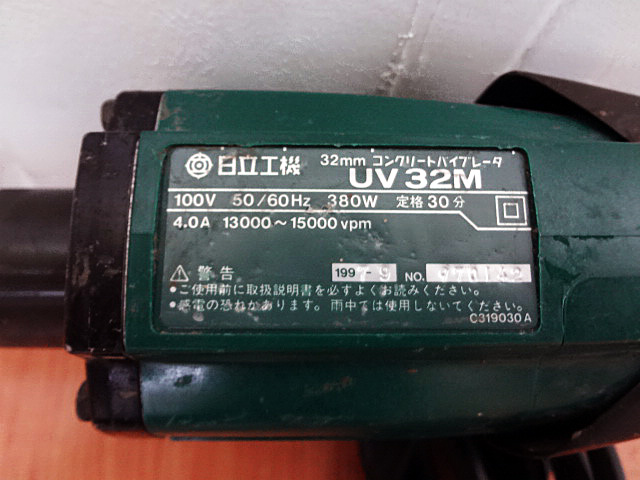 日立工機 32mm コンクリートバイブレータ
UV 32M
100V 50/60Hz 380W 定格 30 分
4.0A 13000～15000 vpm
⚠ 警告 199 NO.
•ご使用前に取扱説明書を必ずよくお読みください。
•感電の恐れがあります。雨中では使用しないでください。
C319030A